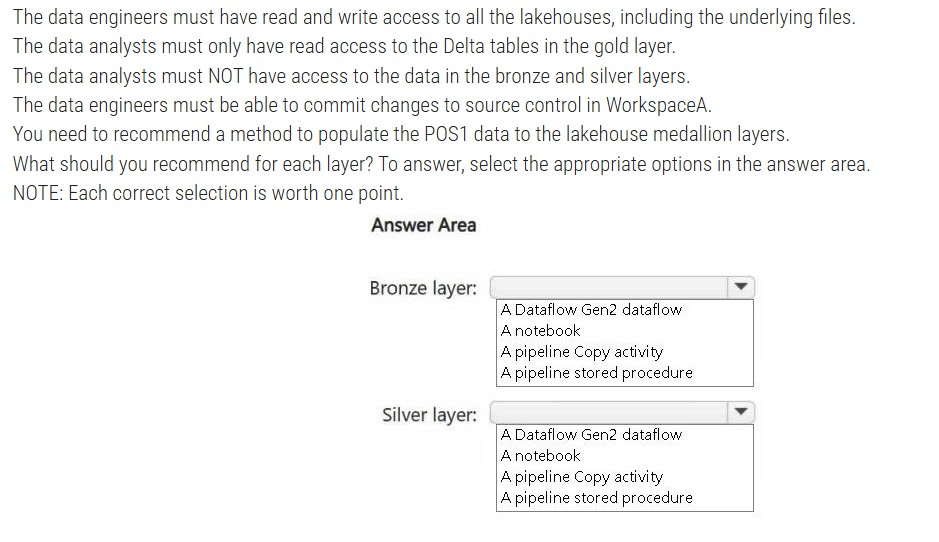 The data engineers must have read and write access to all the lakehouses, including the underlying files.
The data analysts must only have read access to the Delta tables in the gold layer.
The data analysts must NOT have access to the data in the bronze and silver layers.
The data engineers must be able to commit changes to source control in WorkspaceA.
You need to recommend a method to populate the POS1 data to the lakehouse medallion layers.
What should you recommend for each layer? To answer, select the appropriate options in the answer area.
NOTE: Each correct selection is worth one point.
Answer Area
Bronze layer:
A Dataflow Gen2 dataflow
A notebook
A pipeline Copy activity
A pipeline stored procedure
Silver layer:
A Dataflow Gen2 dataflow
A notebook
A pipeline Copy activity
A pipeline stored procedure